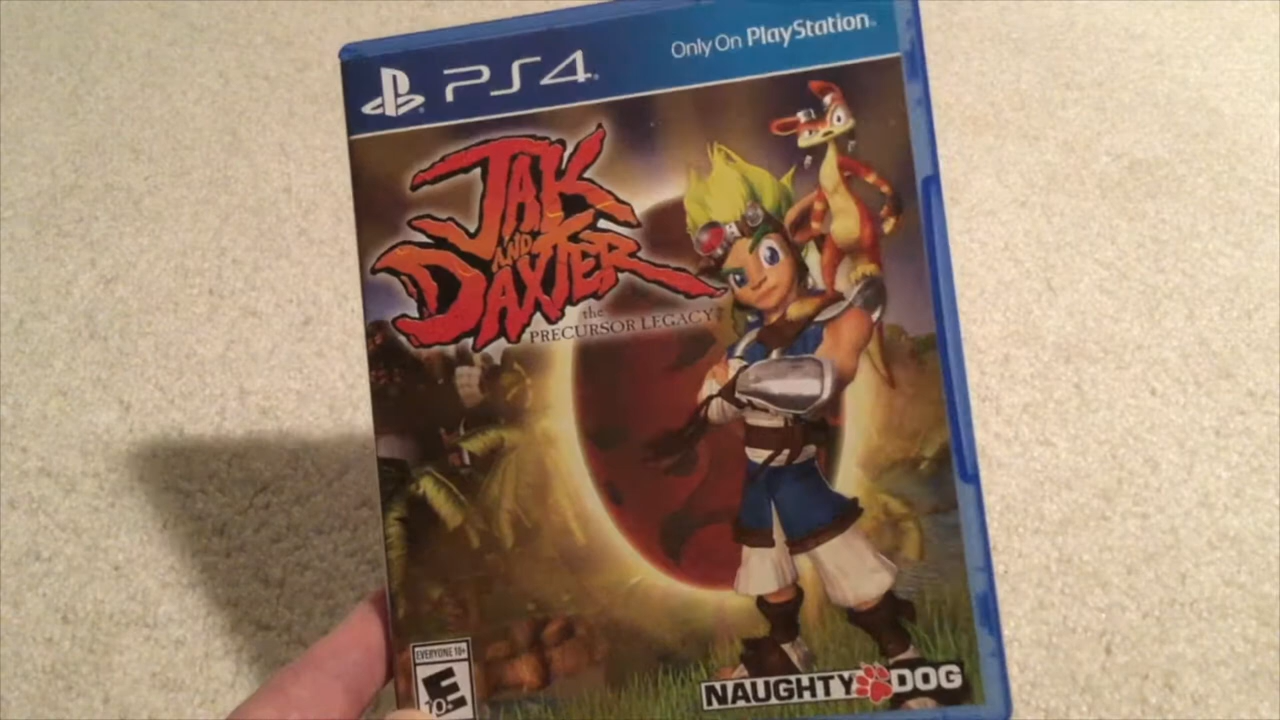 PS4
Only On PlayStation
JAK
AND
DAXTER
the
PRECURSOR LEGACY
EVERYONE 10+
E
10+
NAUGHTY DOG